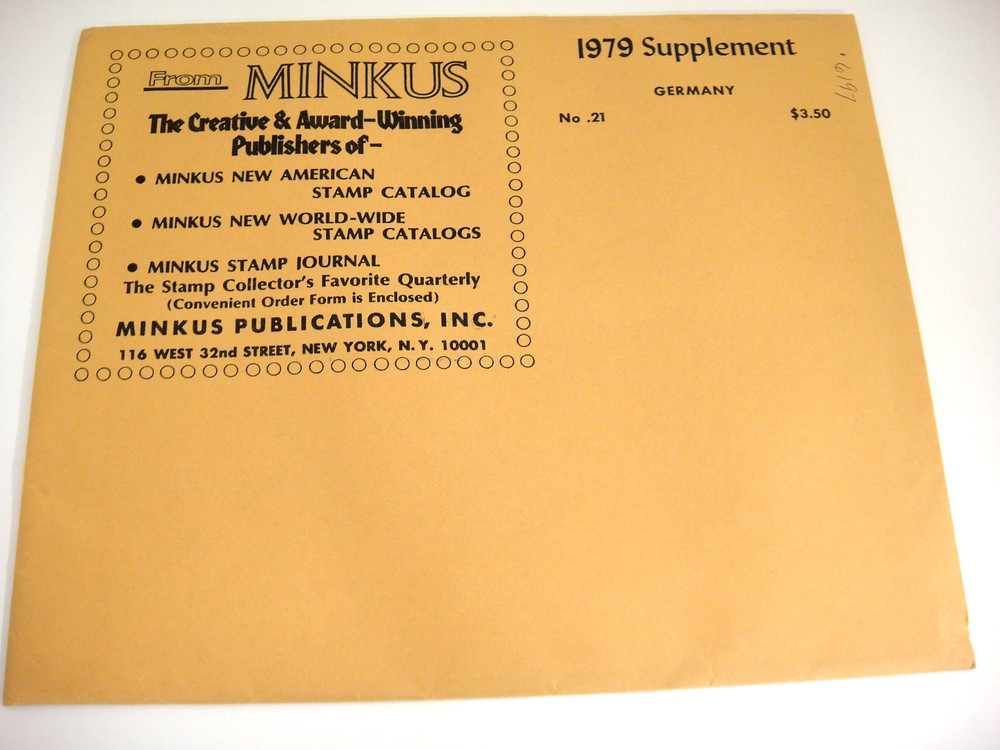 From MINKUS
The Creative & Award-Winning
Publishers of-
• MINKUS NEW AMERICAN
STAMP CATALOG
• MINKUS NEW WORLD-WIDE
STAMP CATALOGS
• MINKUS STAMP JOURNAL
The Stamp Collector's Favorite Quarterly
(Convenient Order Form is Enclosed)
MINKUS PUBLICATIONS, INC.
116 WEST 32nd STREET, NEW YORK, N.Y. 10001
1979 Supplement
GERMANY
No .21 $3.50